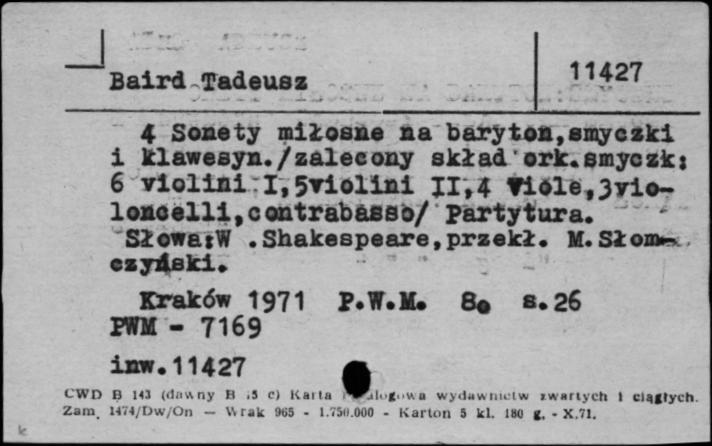 11427
Baird Tadeusz
4 Sonety miłosne na baryton,smyczki
i klawesyn./zalecony skład ork.smyczk:
6 violini I,5violini II,4 Viole,3vio-
loncelli,contrabasso/ Partytura.
Słowa:W .Shakespeare,przekł. M.Słom-
czyński.
Kraków 1971 P.W.M. 8o s.26
PWM - 7169
inw.11427
CWD B 143 (dawny B 15 c) Karta wydawnictw zwartych i ciągłych.
Zam. 1474/Dw/On — Wrak 965 - 1.750.000 - Karton 5 kl. 180 g. - X.71.
k